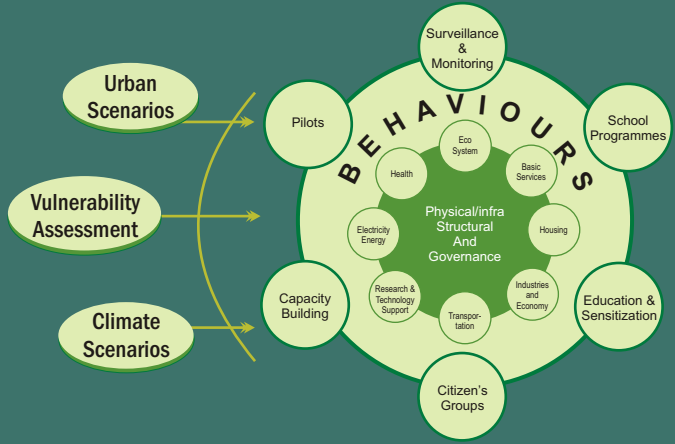 Urban
Scenarios
Vulnerability
Assessment
Climate
Scenarios
Surveillance
&
Monitoring
Pilots
School
Programmes
BEHAVIOURS
Eco
System
Health
Basic
Services
Physical/infra
Structural
And
Governance
Electricity
Energy
Housing
Research &
Technology
Support
Industries
and
Economy
Transpor-
tation
Capacity
Building
Education &
Sensitization
Citizen's
Groups